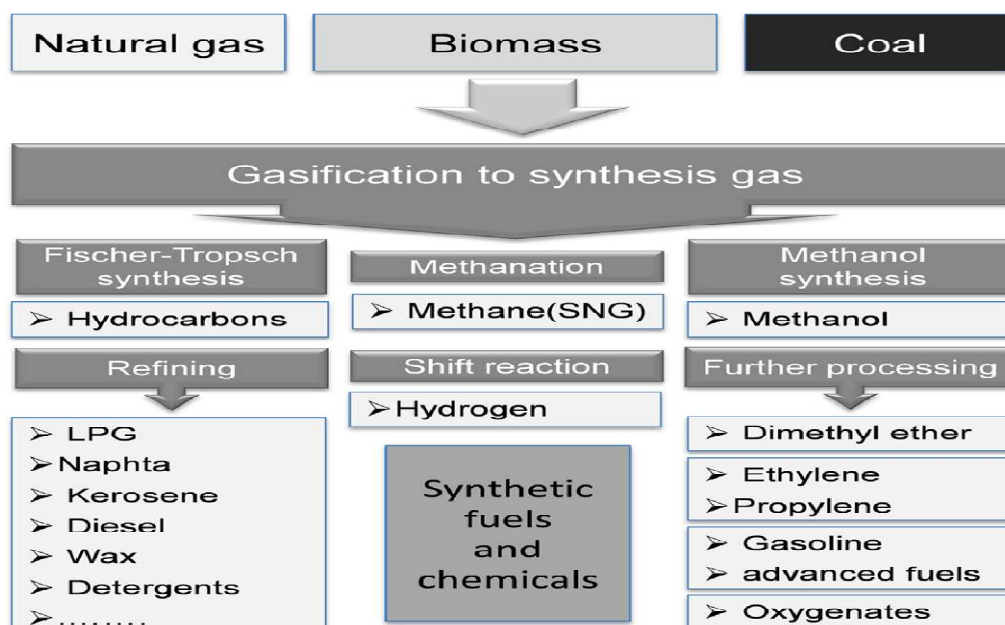 Natural gas
Biomass
Coal
Gasification to synthesis gas
Fischer-Tropsch
synthesis
➢ Hydrocarbons
Refining
➢ LPG
➢Naphta
➢ Kerosene
➢ Diesel
➢ Wax
➢ Detergents
➢.........
Methanation
➢ Methane(SNG)
Shift reaction
➢Hydrogen
Synthetic
fuels
and
chemicals
Methanol
synthesis
➢ Methanol
Further processing
➢ Dimethyl ether
➢ Ethylene
➢Propylene
➢ Gasoline
➢ advanced fuels
➢ Oxygenates